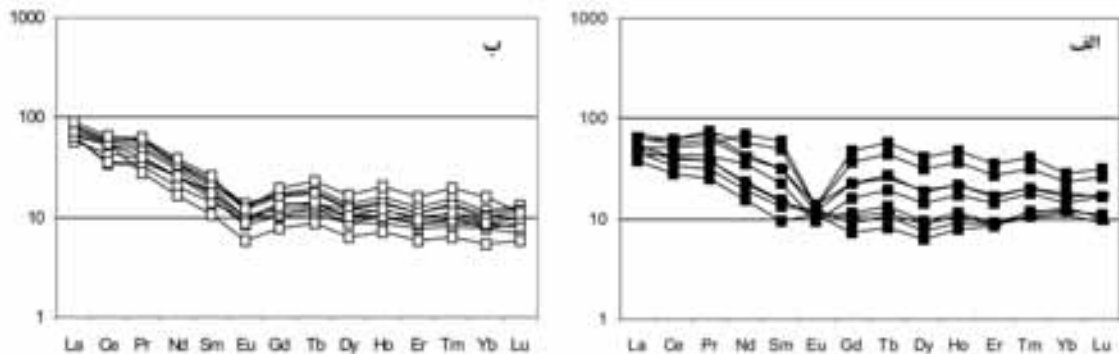 1000
100
10
1
ب
La Ce Pr Nd Sm Eu Gd Tb Dy Ho Er Tm Yb Lu
1000
100
10
1
الف
La Ce Pr Nd Sm Eu Gd Tb Dy Ho Er Tm Yb Lu